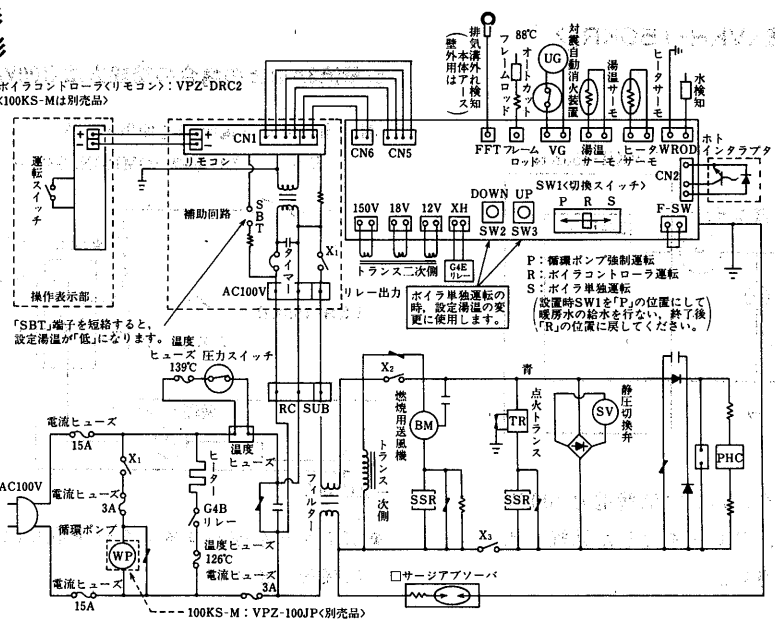 ボイラコントローラ〈リモコン〉：VPZ-DRC2
〈100KS-Mは別売品〉
運転スイッチ
操作表示部
+
−
+
−
リモコン
CN1
補助回路
SBT
タイマー
X₁
AC100V
リレー出力
CN6
CN5
150V
18V
12V
XH
トランス二次側
G4E
リレー
DOWN
UP
SW2
SW3
SW1〈切換スイッチ〉
P R S
1
(排気溝外れ検知
本体アース
壁外用は)
88℃
オートカット
フレームロッド
対震自動消火装置
UG
湯温サーモ
ヒータサーモ
水検知
FFT
フレーム
ロッド
VG
湯温
サーモ
ヒータ
サーモ
WROD
ホト
インタラプタ
CN2
F-SW.
ボイラ単独運転の
時，設定湯温の変
更に使用します。
P：循環ポンプ強制運転
R：ボイラコントローラ運転
S：ボイラ単独運転
(設置時SW1を「P」の位置にして
暖房水の給水を行ない，終了後
「R」の位置に戻してください。)
「SBT」端子を短絡すると，
設定湯温が「低」になります。
温度
ヒューズ
139℃
圧力スイッチ
RC
SUB
温度
ヒューズ
電流ヒューズ
15A
AC100V
X₁
電流ヒューズ
3A
循環ポンプ
WP
ヒーター
G4B
リレー
温度ヒューズ
126℃
電流ヒューズ
3A
電流ヒューズ
15A
100KS-M：VPZ-100JP〈別売品〉
フィルター
トランス一次側
X₂
燃焼用送風機
BM
SSR
青
点火トランス
TR
SSR
X₃
静圧切換弁
SV
PHC
□サージアブソーバ